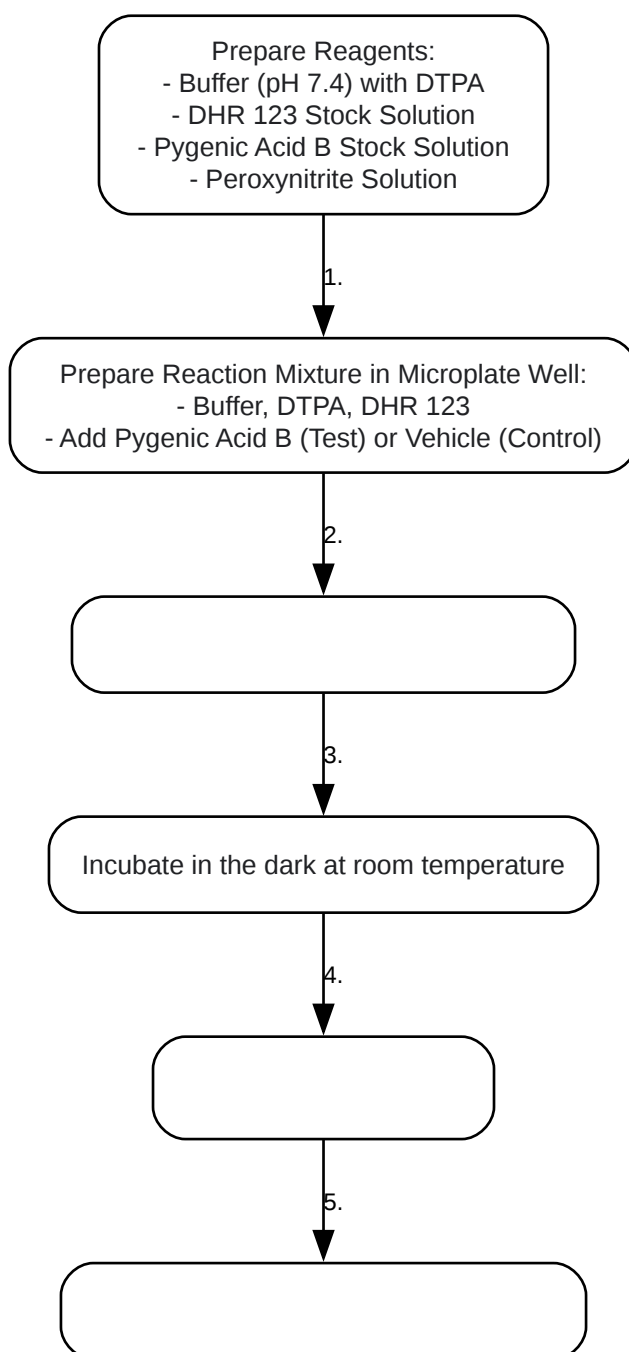 Prepare Reagents:
- Buffer (pH 7.4) with DTPA
- DHR 123 Stock Solution
- Pygenic Acid B Stock Solution
- Peroxynitrite Solution
1.
Prepare Reaction Mixture in Microplate Well:
- Buffer, DTPA, DHR 123
- Add Pygenic Acid B (Test) or Vehicle (Control)
2.
3.
Incubate in the dark at room temperature
4.
5.